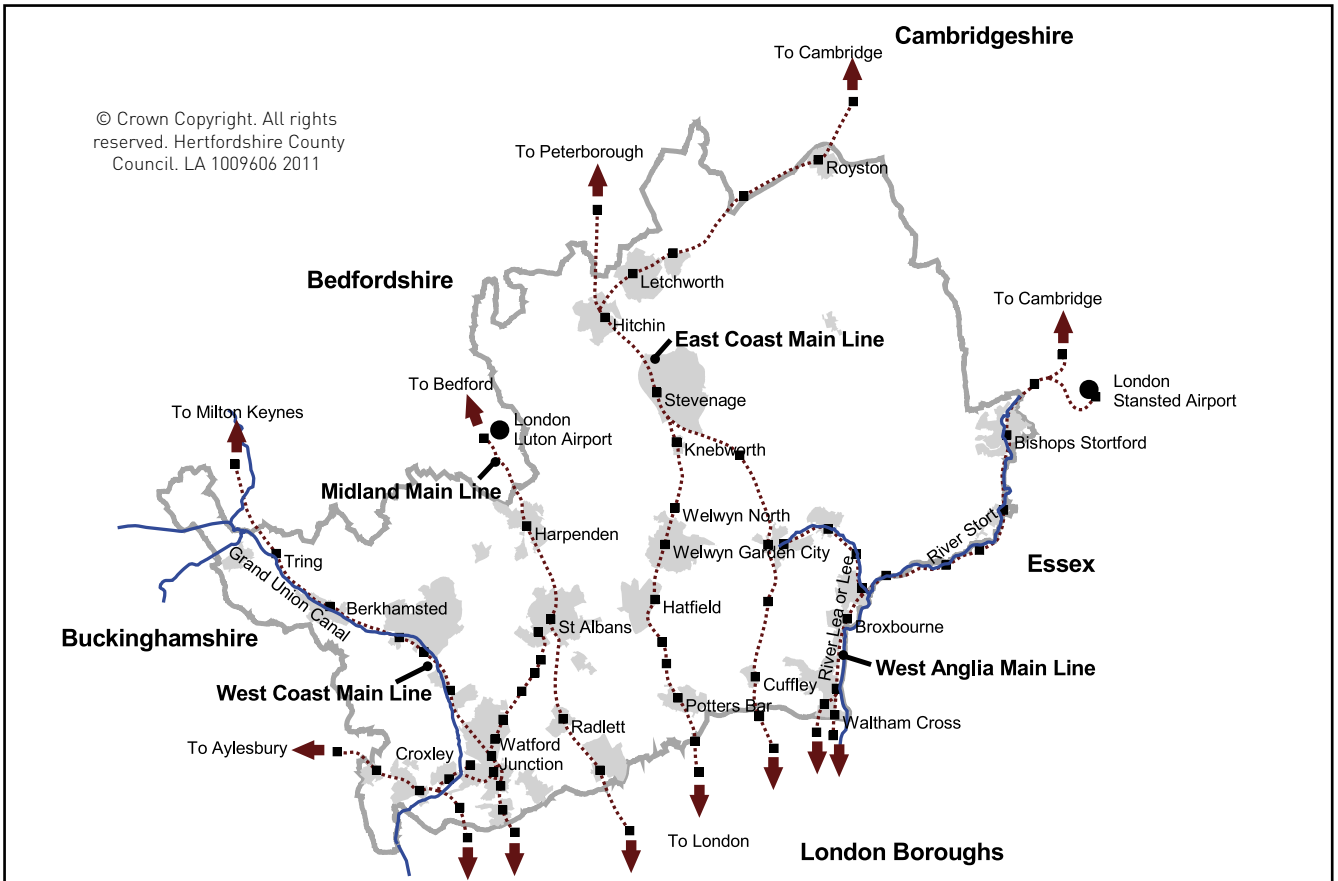 Cambridgeshire
To Cambridge
© Crown Copyright. All rights
reserved. Hertfordshire County
Council. LA 1009606 2011
To Peterborough
Royston
Bedfordshire
Letchworth
To Cambridge
Hitchin
East Coast Main Line
To Bedford
London
Stansted Airport
Stevenage
To Milton Keynes
London
Luton Airport
Bishops Stortford
Knebworth
Midland Main Line
Welwyn North
Harpenden
River Stort
Welwyn Garden City
Tring
Grand Union Canal
Essex
Berkhamsted
Hatfield
River Lea or Lee
St Albans
Broxbourne
Buckinghamshire
West Anglia Main Line
West Coast Main Line
Cuffley
Potters Bar
Radlett
Waltham Cross
To Aylesbury
Croxley
Watford
Junction
To London
London Boroughs